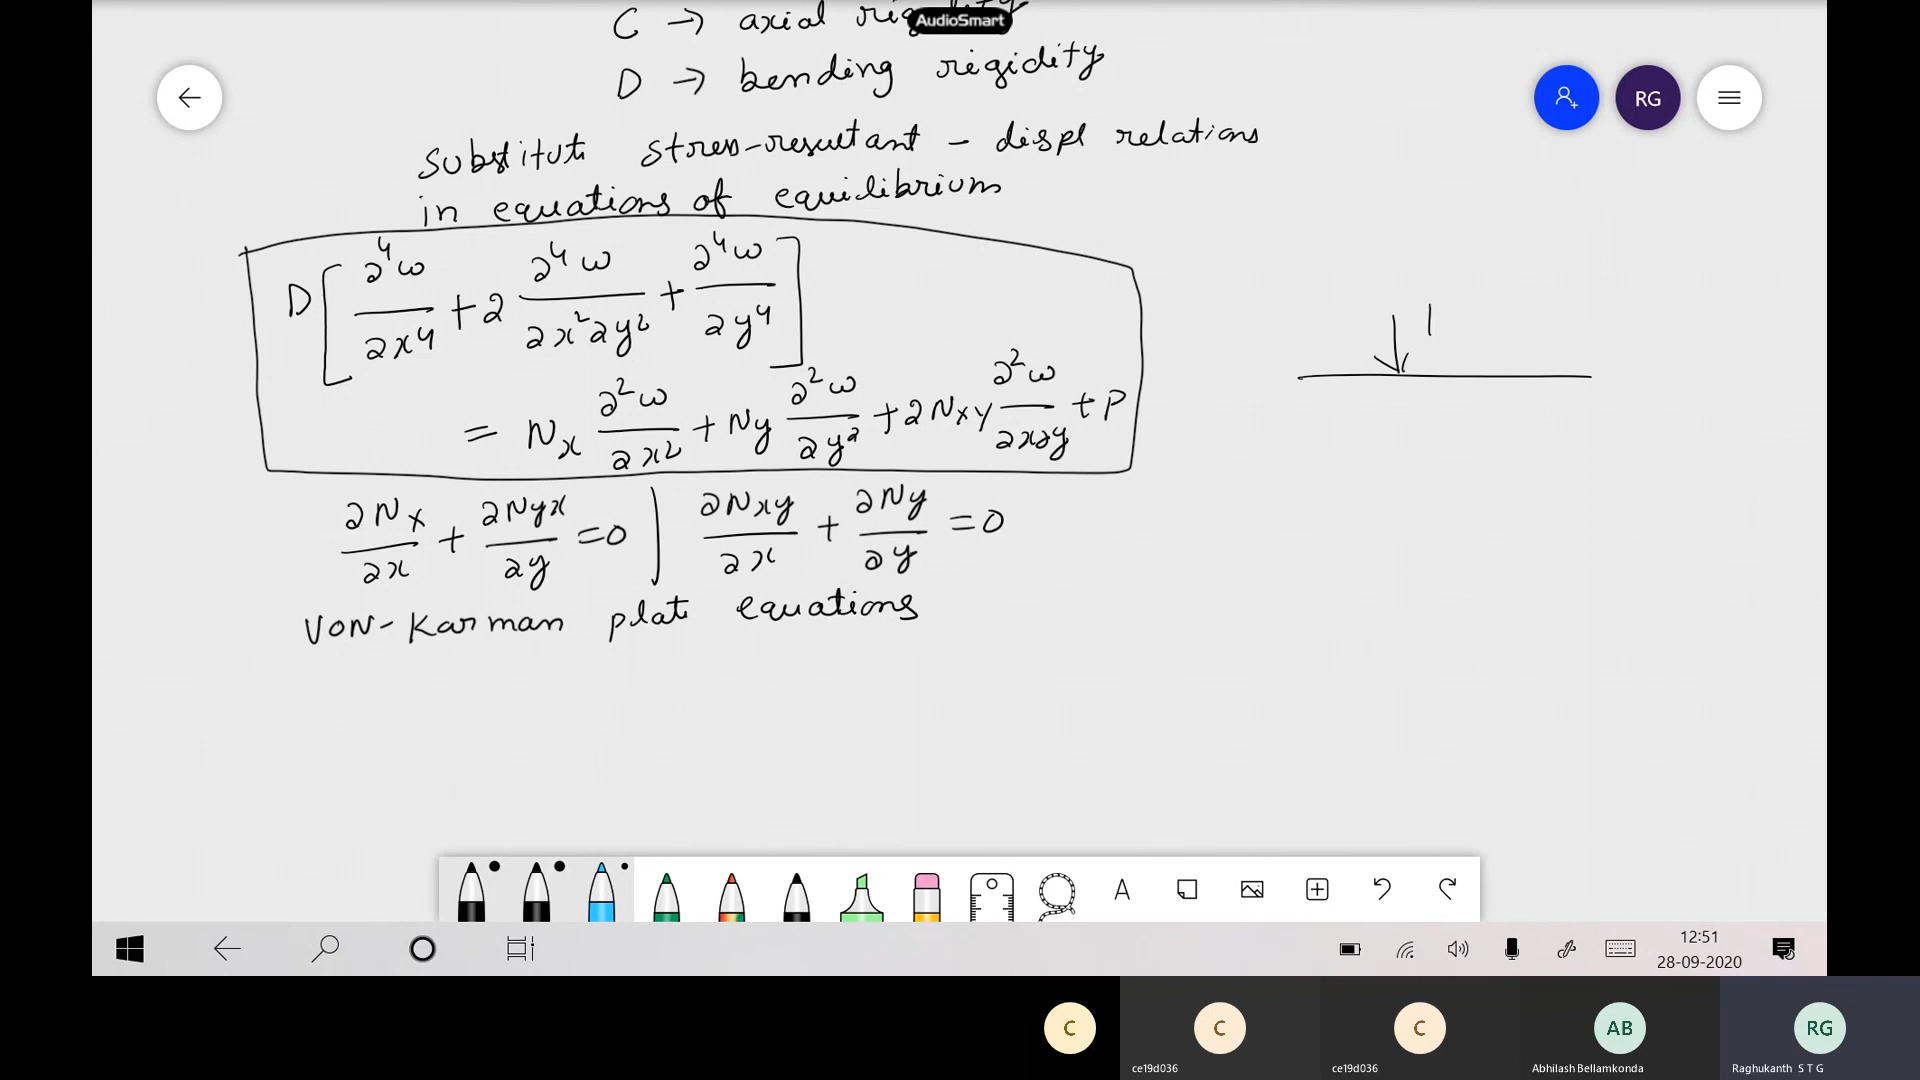 C → axial rigidity
AudioSmart
D → bending rigidity
RG
substitute stress-resultant - displ relations
in equations of equilibrium
D[∂⁴w/∂x⁴ + 2 ∂⁴w/∂x²∂y² + ∂⁴w/∂y⁴]
= Nx ∂²w/∂x² + Ny ∂²w/∂y² + 2Nxy ∂²w/∂x∂y + P
∂Nx/∂x + ∂Nyx/∂y = 0 | ∂Nxy/∂x + ∂Ny/∂y = 0
VON-Karman plate equations
A
12:51
28-09-2020
C
C
C
AB
RG
ce19d036
ce19d036
Abhilash Bellamkonda
Raghukanth S T G